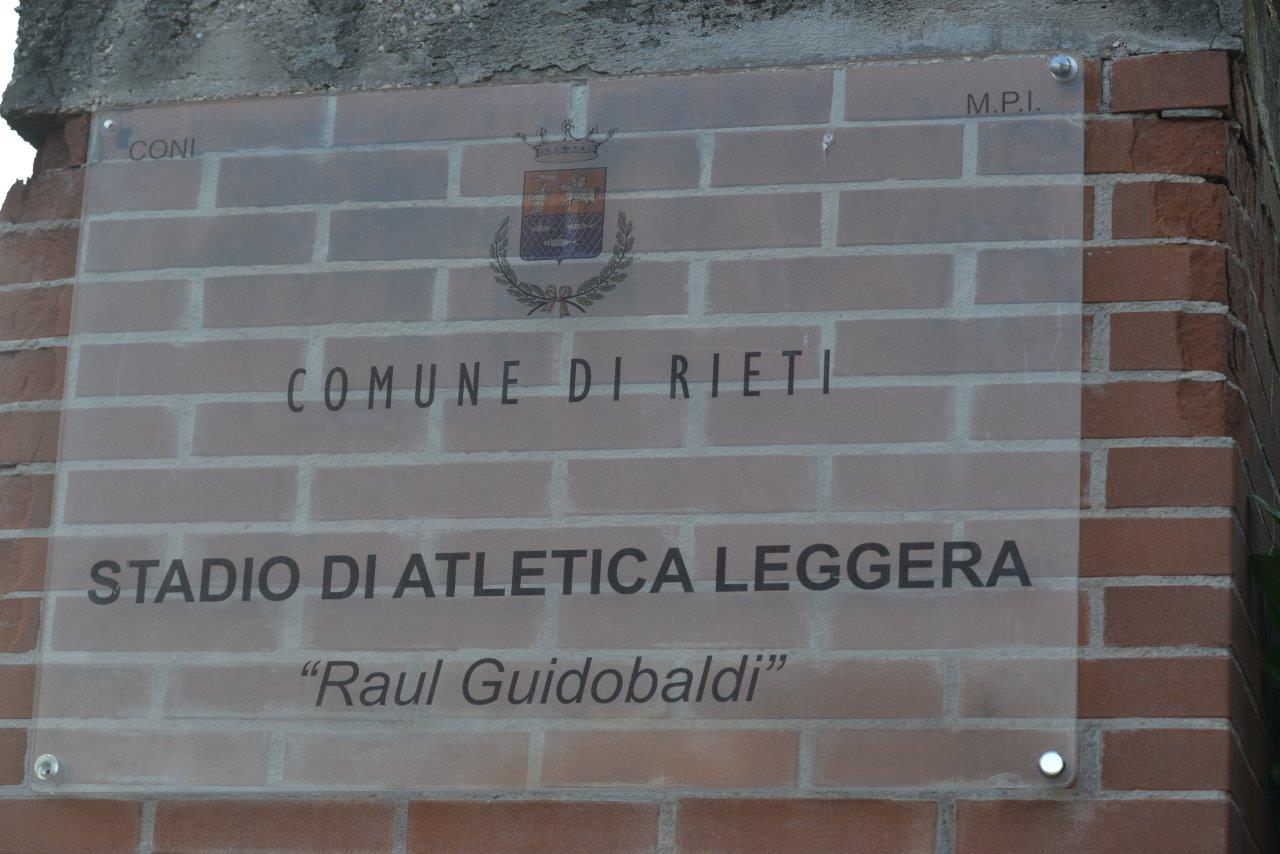 CONI
M.P.I.
COMUNE DI RIETI
STADIO DI ATLETICA LEGGERA
“Raul Guidobaldi”